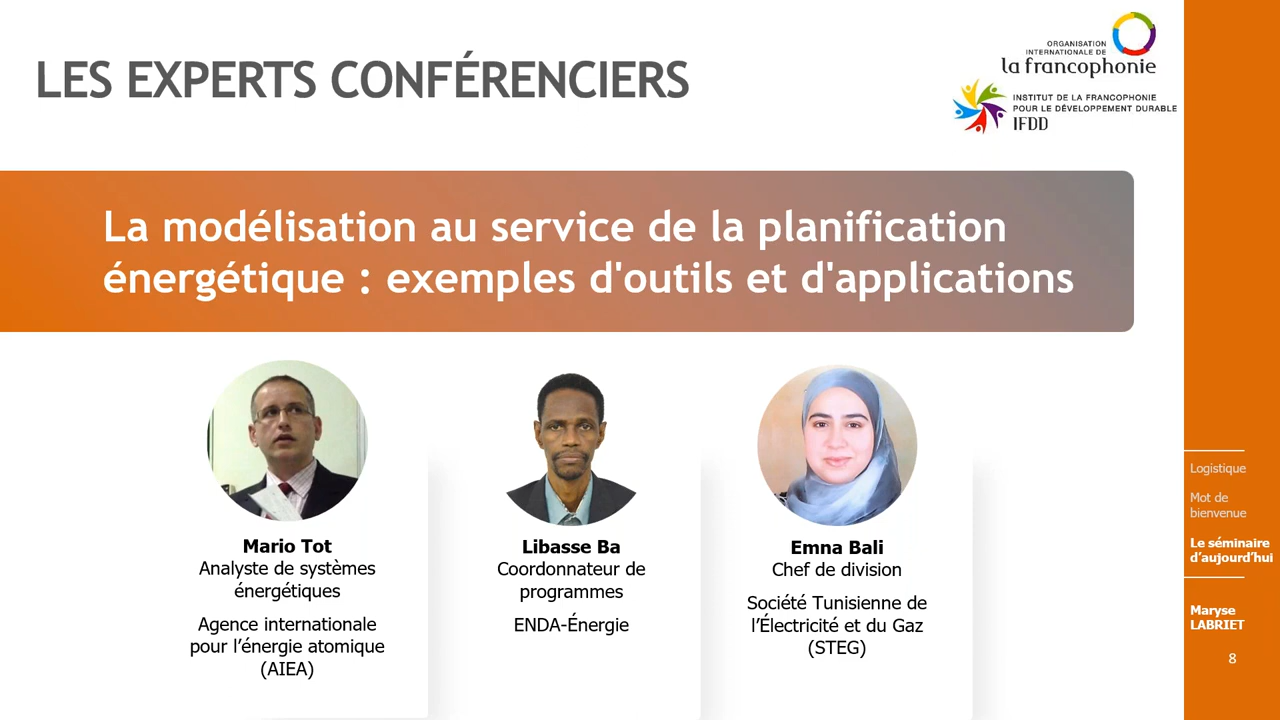 LES EXPERTS CONFÉRENCIERS
ORGANISATION
INTERNATIONALE DE
la francophonie
INSTITUT DE LA FRANCOPHONIE
POUR LE DÉVELOPPEMENT DURABLE
IFDD
La modélisation au service de la planification
énergétique : exemples d'outils et d'applications
Mario Tot
Analyste de systèmes
énergétiques
Agence internationale
pour l’énergie atomique
(AIEA)
Libasse Ba
Coordonnateur de
programmes
ENDA-Énergie
Emna Bali
Chef de division
Société Tunisienne de
l’Électricité et du Gaz
(STEG)
Logistique
Mot de
bienvenue
Le séminaire
d’aujourd’hui
Maryse
LABRIET
8